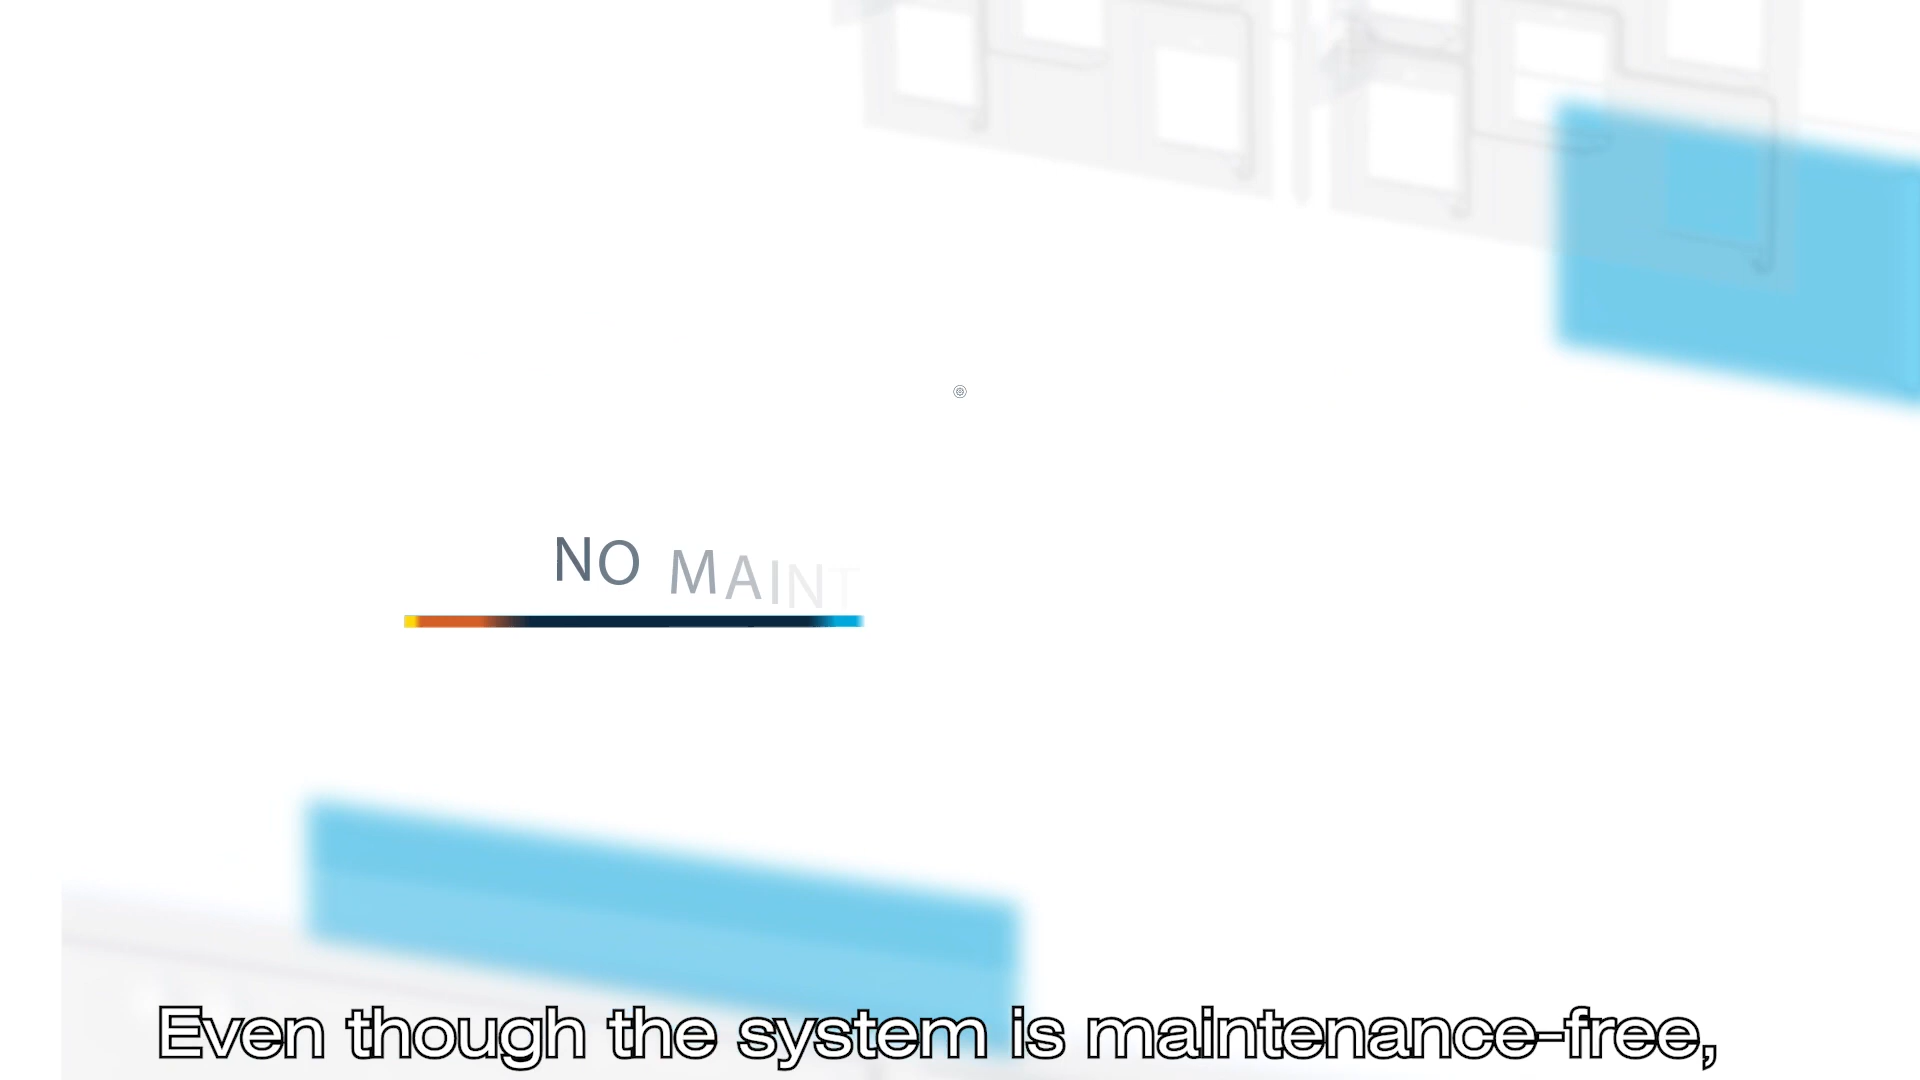 NO MAINT
Even though the system is maintenance-free,